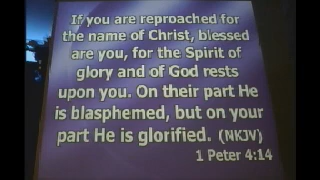 If you are reproached for
the name of Christ, blessed
are you, for the Spirit of
glory and of God rests
upon you. On their part He
is blasphemed, but on your
part He is glorified. (NKJV)
1 Peter 4:14